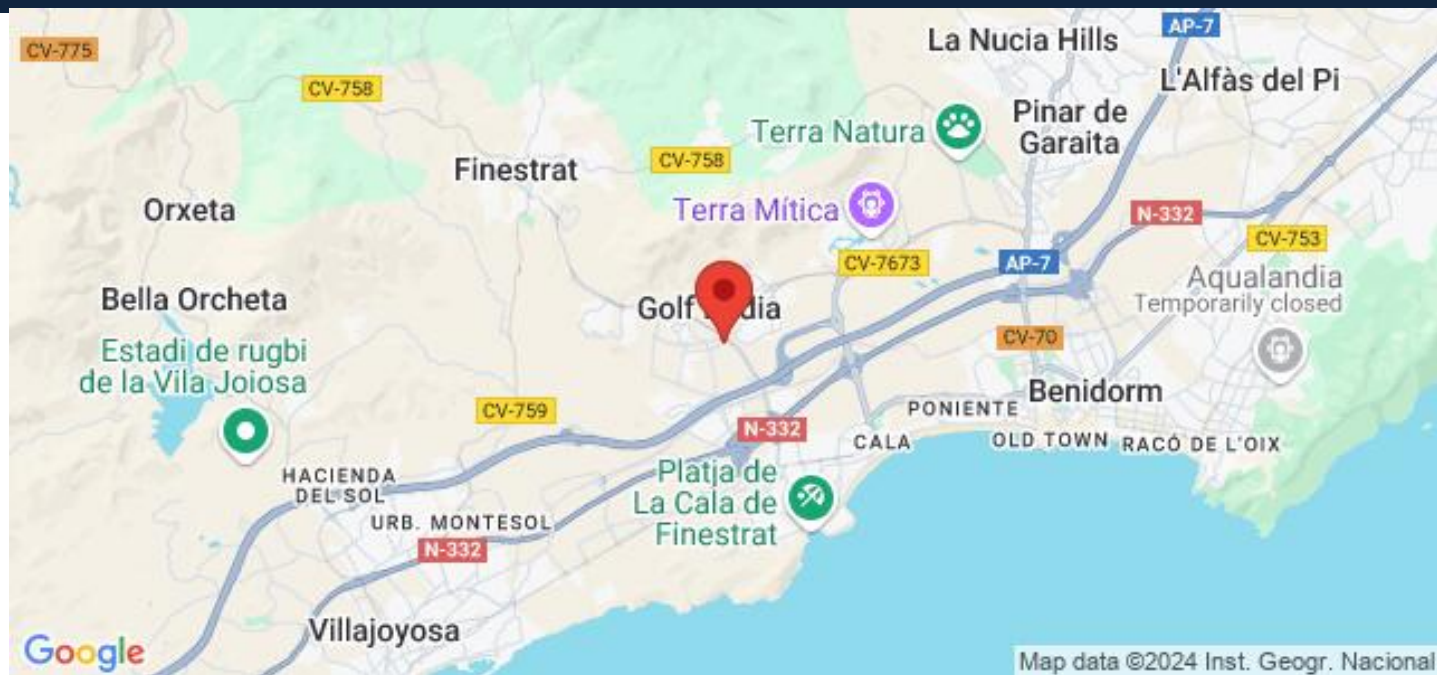 AP-7
La Nucia Hills
CV-775
L'Alfàs del Pi
CV-758
Pinar de
Garaita
Terra Natura
CV-758
Finestrat
Orxeta
Terra Mítica
N-332
CV-753
CV-7673
AP-7
Aqualandia
Temporarily closed
Bella Orcheta
Golf
dia
CV-70
Estadi de rugbi
de la Vila Joiosa
Benidorm
CV-759
PONIENTE
N-332
CALA
OLD TOWN
RACÓ DE L'OIX
HACIENDA
DEL SOL
Platja de
La Cala de
Finestrat
URB. MONTESOL
N-332
Villajoyosa
Google
Map data ©2024 Inst. Geogr. Nacional